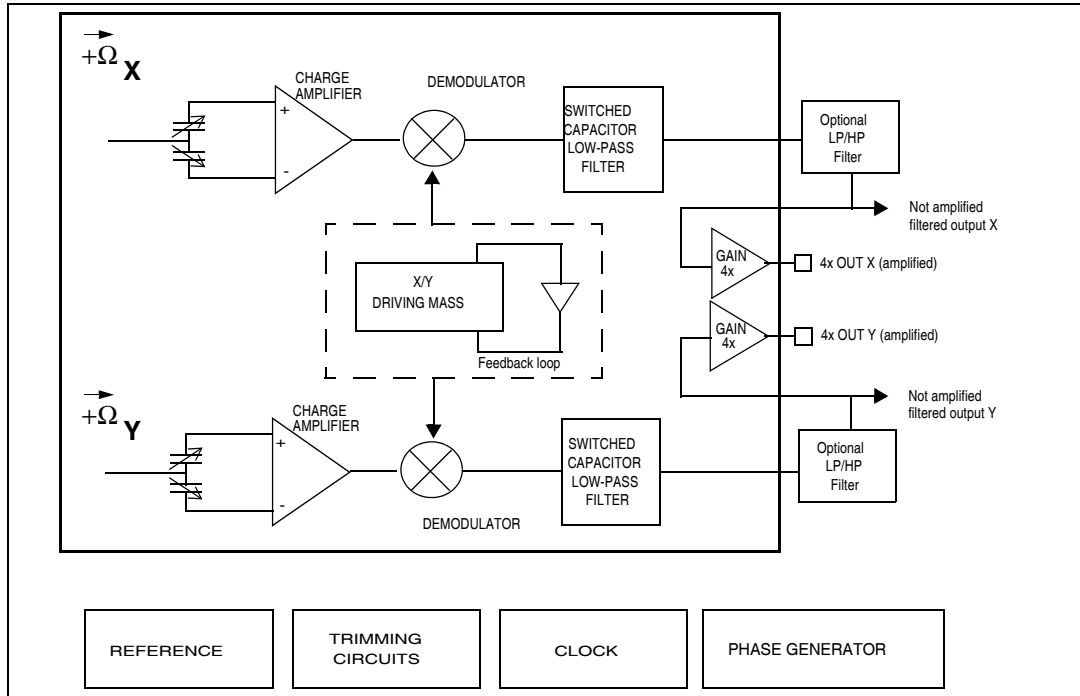 +Ω X
CHARGE
AMPLIFIER
+
-
DEMODULATOR
SWITCHED
CAPACITOR
LOW-PASS
FILTER
Optional
LP/HP
Filter
Not amplified
filtered output X
GAIN
4x
4x OUT X (amplified)
X/Y
DRIVING MASS
Feedback loop
GAIN
4x
4x OUT Y (amplified)
Not amplified
filtered output Y
+Ω Y
CHARGE
AMPLIFIER
+
-
DEMODULATOR
SWITCHED
CAPACITOR
LOW-PASS
FILTER
Optional
LP/HP
Filter
REFERENCE
TRIMMING
CIRCUITS
CLOCK
PHASE GENERATOR